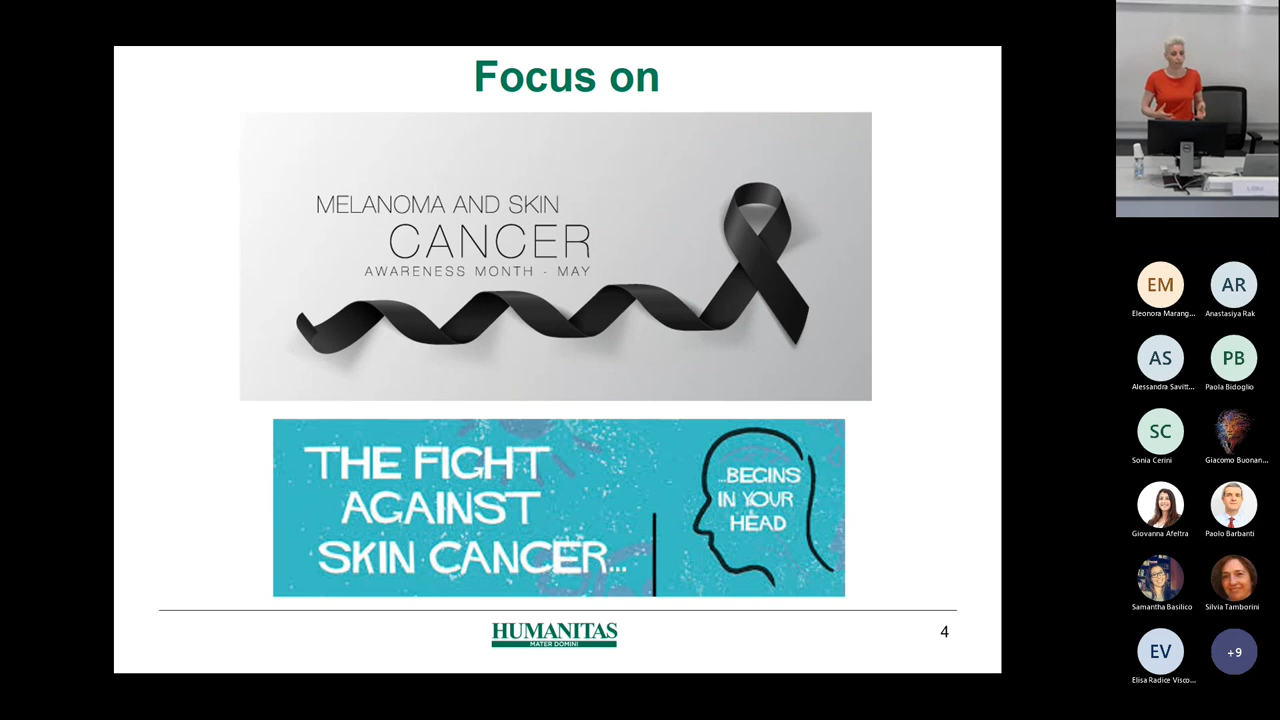 Focus on
MELANOMA AND SKIN
CANCER
AWARENESS MONTH - MAY
THE FIGHT
AGAINST
SKIN CANCER...
...BEGINS
IN YOUR
HEAD
HUMANITAS
MATER DOMINI
4
EM
AR
Eleonora Marang...
Anastasiya Rak
AS
PB
Alessandra Savitt...
Paola Bidoglio
SC
Sonia Cerini
Giacomo Buonan...
Giovanna Afeltra
Paolo Barbanti
Samantha Basilico
Silvia Tamborini
EV
+9
Elisa Radice Visco...